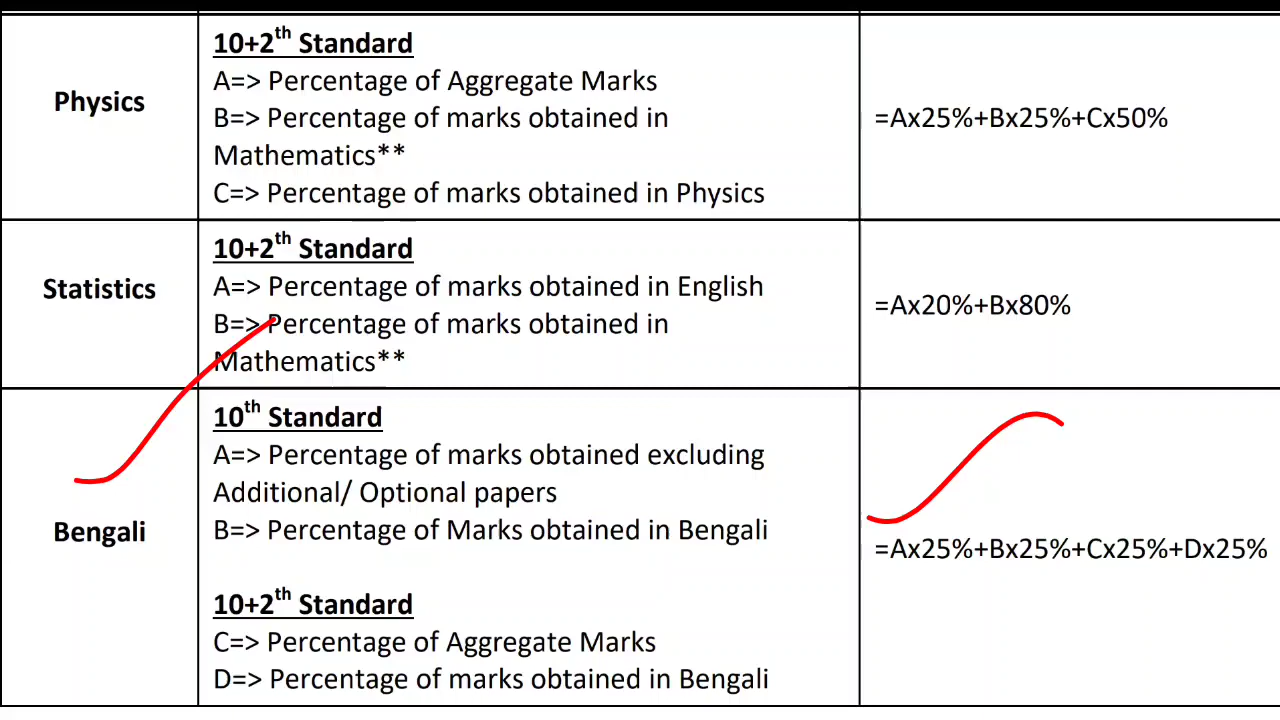 Physics
10+2th Standard
A=> Percentage of Aggregate Marks
B=> Percentage of marks obtained in
Mathematics**
C=> Percentage of marks obtained in Physics
=Ax25%+Bx25%+Cx50%
Statistics
10+2th Standard
A=> Percentage of marks obtained in English
B=> Percentage of marks obtained in
Mathematics**
=Ax20%+Bx80%
Bengali
10th Standard
A=> Percentage of marks obtained excluding
Additional/ Optional papers
B=> Percentage of Marks obtained in Bengali
10+2th Standard
C=> Percentage of Aggregate Marks
D=> Percentage of marks obtained in Bengali
=Ax25%+Bx25%+Cx25%+Dx25%